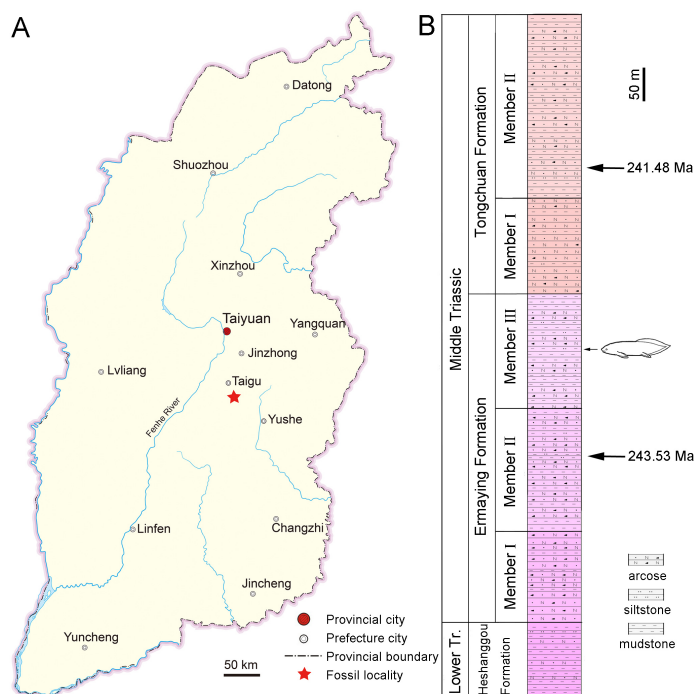 A
Datong
Shuozhou
Xinzhou
Taiyuan
Yangquan
Jinzhong
Lvliang
Taigu
Fenhe River
Yushe
Linfen
Changzhi
Jincheng
Yuncheng
50 km
Provincial city
Prefecture city
Provincial boundary
Fossil locality
B
Middle Triassic
Lower Tr.
Tongchuan Formation
Ermaying Formation
Heshanggou
Formation
Member II
Member I
Member III
Member II
Member I
50 m
241.48 Ma
243.53 Ma
arcose
siltstone
mudstone